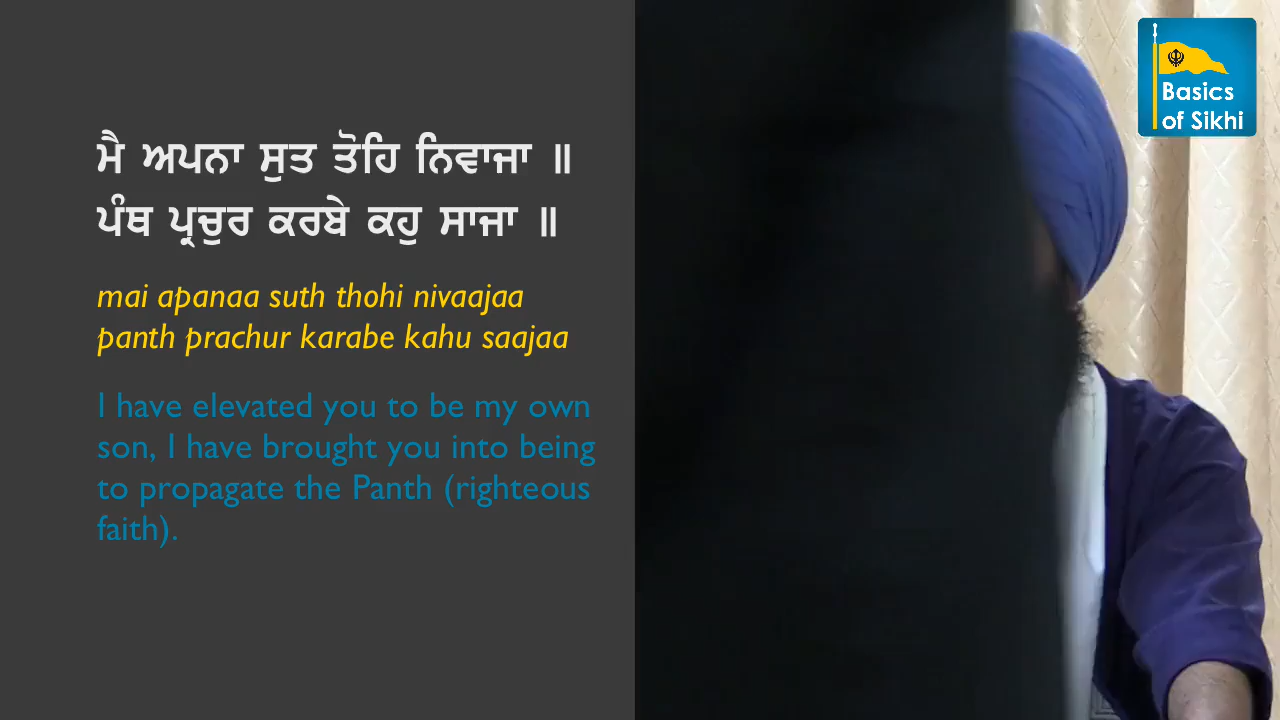 ਮੈ ਅਪਨਾ ਸੁਤ ਤੋਹਿ ਨਿਵਾਜਾ ॥
ਪੰਥ ਪ੍ਰਚੁਰ ਕਰਬੇ ਕਹੁ ਸਾਜਾ ॥
mai apanaa suth thohi nivaajaa
panth prachur karabe kahu saajaa
I have elevated you to be my own
son, I have brought you into being
to propagate the Panth (righteous
faith).
Basics
of Sikhi